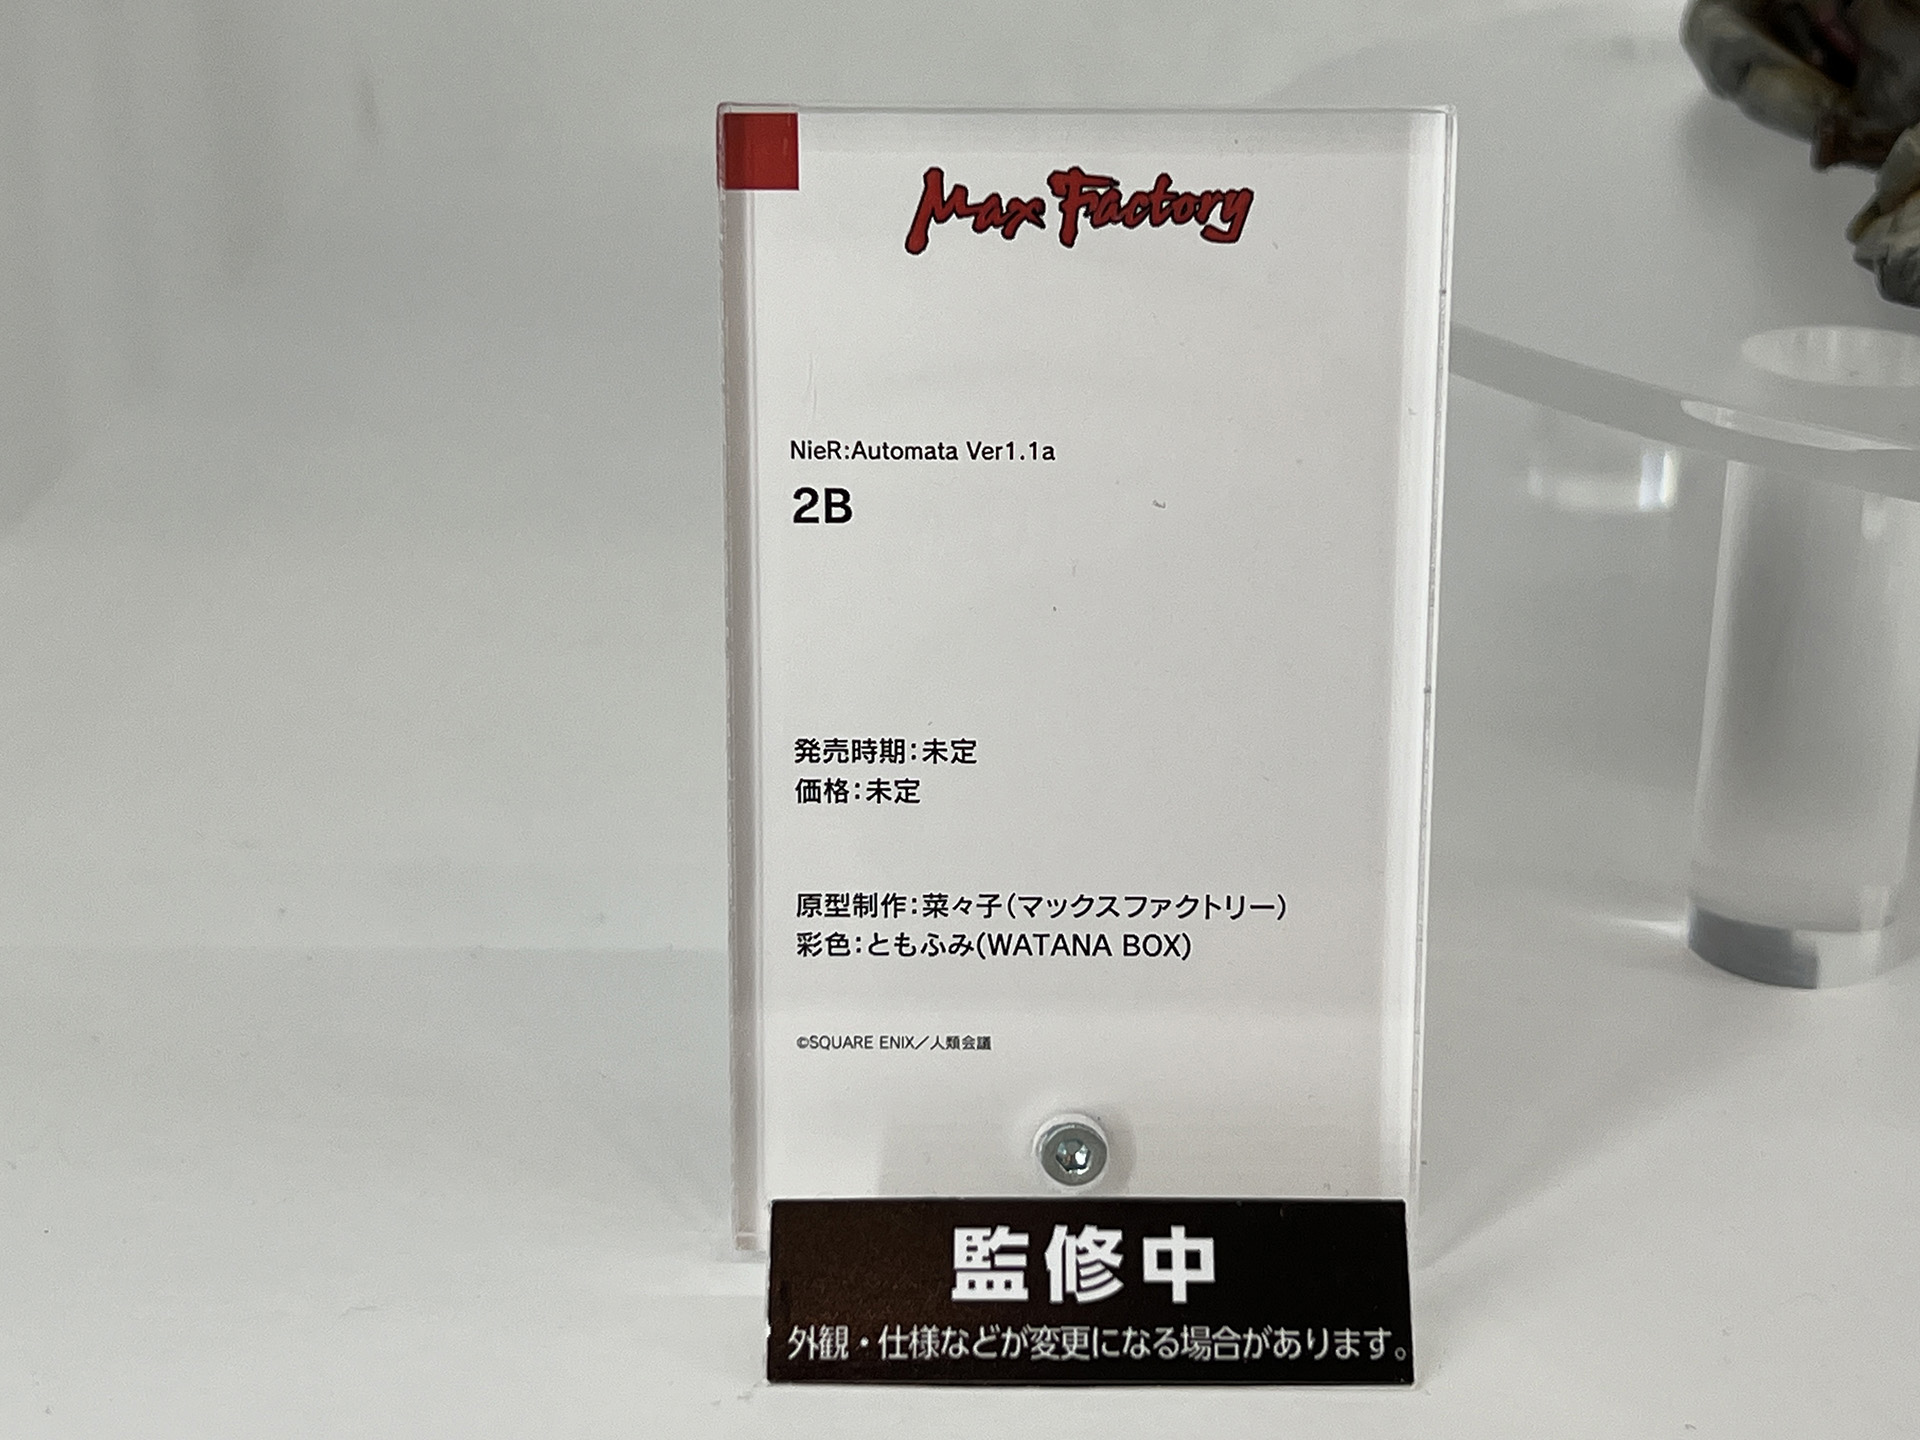 Max Factory
NieR:Automata Ver1.1a
2B
発売時期：未定
価格：未定
原型制作：菜々子（マックスファクトリー）
彩色：ともふみ(WATANA BOX)
©SQUARE ENIX／人類会議
監修中
外観・仕様などが変更になる場合があります。